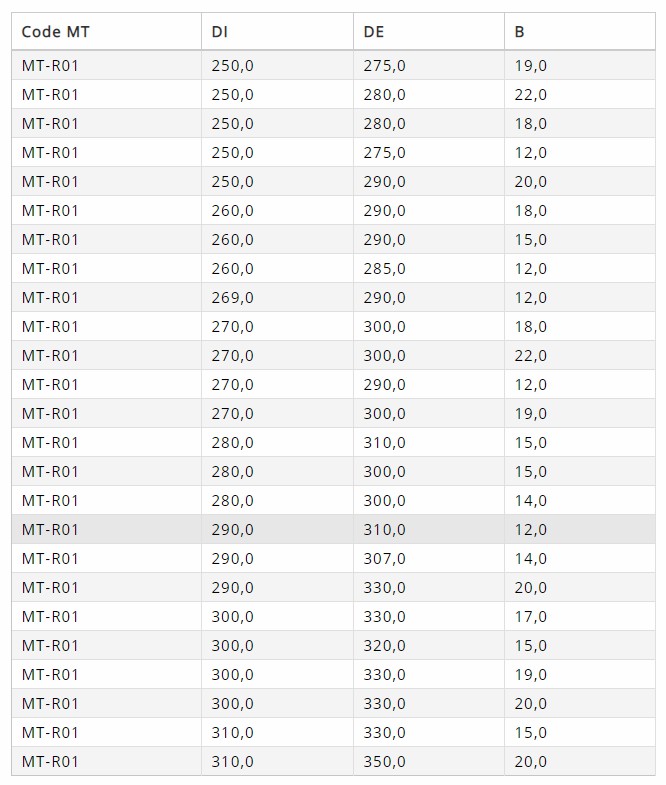 Code MT DI DE B
MT-R01 250,0 275,0 19,0
MT-R01 250,0 280,0 22,0
MT-R01 250,0 280,0 18,0
MT-R01 250,0 275,0 12,0
MT-R01 250,0 290,0 20,0
MT-R01 260,0 290,0 18,0
MT-R01 260,0 290,0 15,0
MT-R01 260,0 285,0 12,0
MT-R01 269,0 290,0 12,0
MT-R01 270,0 300,0 18,0
MT-R01 270,0 300,0 22,0
MT-R01 270,0 290,0 12,0
MT-R01 270,0 300,0 19,0
MT-R01 280,0 310,0 15,0
MT-R01 280,0 300,0 15,0
MT-R01 280,0 300,0 14,0
MT-R01 290,0 310,0 12,0
MT-R01 290,0 307,0 14,0
MT-R01 290,0 330,0 20,0
MT-R01 300,0 330,0 17,0
MT-R01 300,0 320,0 15,0
MT-R01 300,0 330,0 19,0
MT-R01 300,0 330,0 20,0
MT-R01 310,0 330,0 15,0
MT-R01 310,0 350,0 20,0